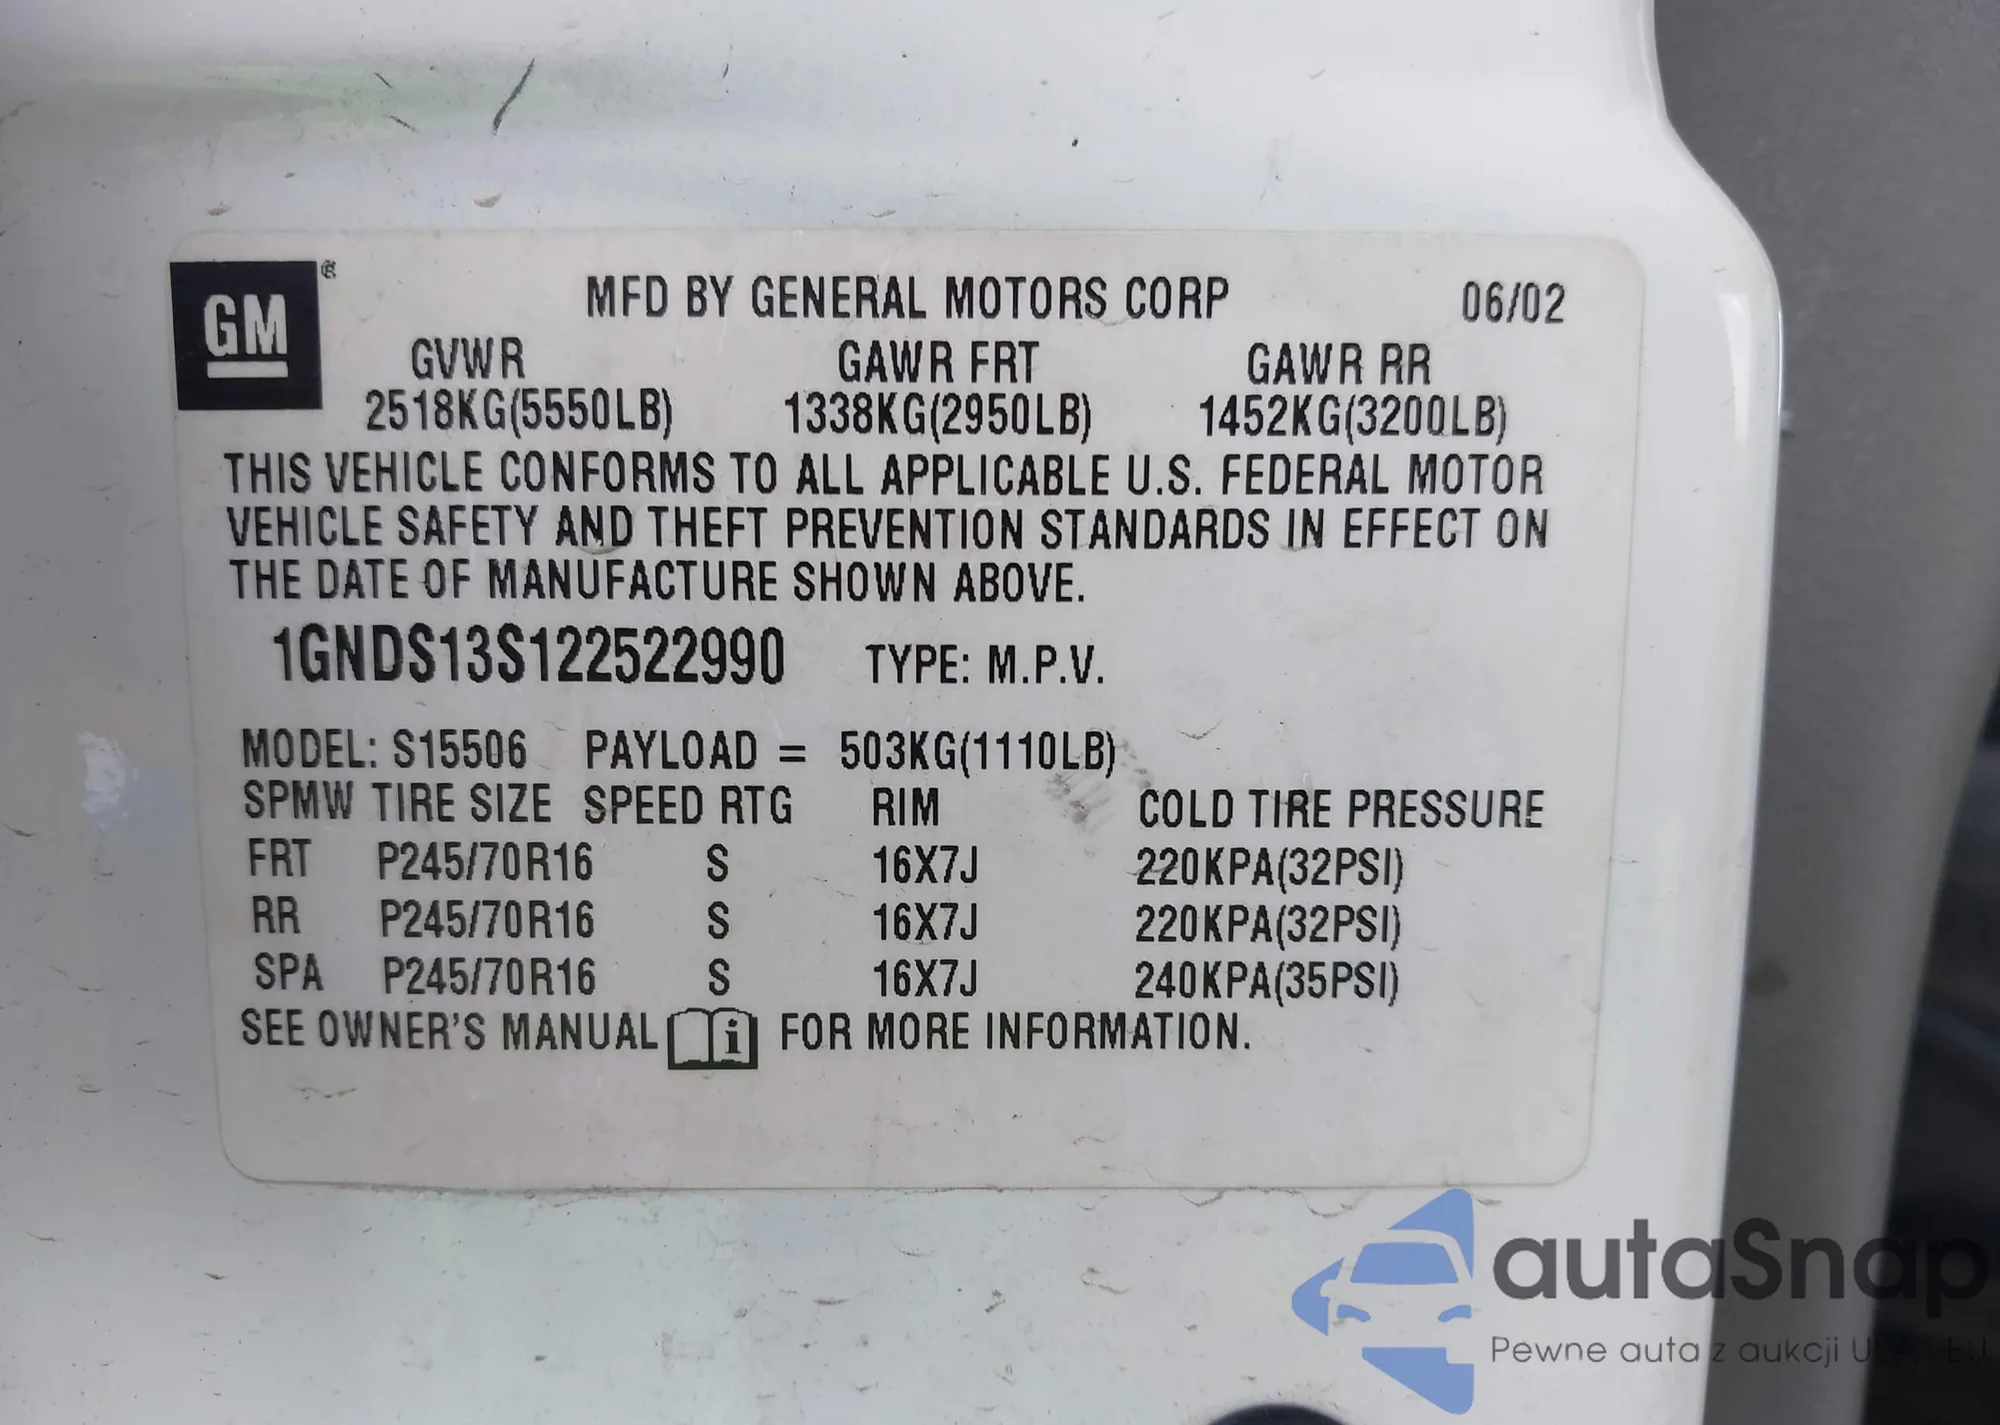 GM
MFD BY GENERAL MOTORS CORP 06/02
GVWR GAWR FRT GAWR RR
2518KG(5550LB) 1338KG(2950LB) 1452KG(3200LB)
THIS VEHICLE CONFORMS TO ALL APPLICABLE U.S. FEDERAL MOTOR
VEHICLE SAFETY AND THEFT PREVENTION STANDARDS IN EFFECT ON
THE DATE OF MANUFACTURE SHOWN ABOVE.
1GNDS13S122522990 TYPE: M.P.V.
MODEL: S15506 PAYLOAD = 503KG(1110LB)
SPMW TIRE SIZE SPEED RTG RIM COLD TIRE PRESSURE
FRT P245/70R16 S 16X7J 220KPA(32PSI)
RR P245/70R16 S 16X7J 220KPA(32PSI)
SPA P245/70R16 S 16X7J 240KPA(35PSI)
SEE OWNER'S MANUAL i FOR MORE INFORMATION.
autaSnap
Pewne auta z aukcji